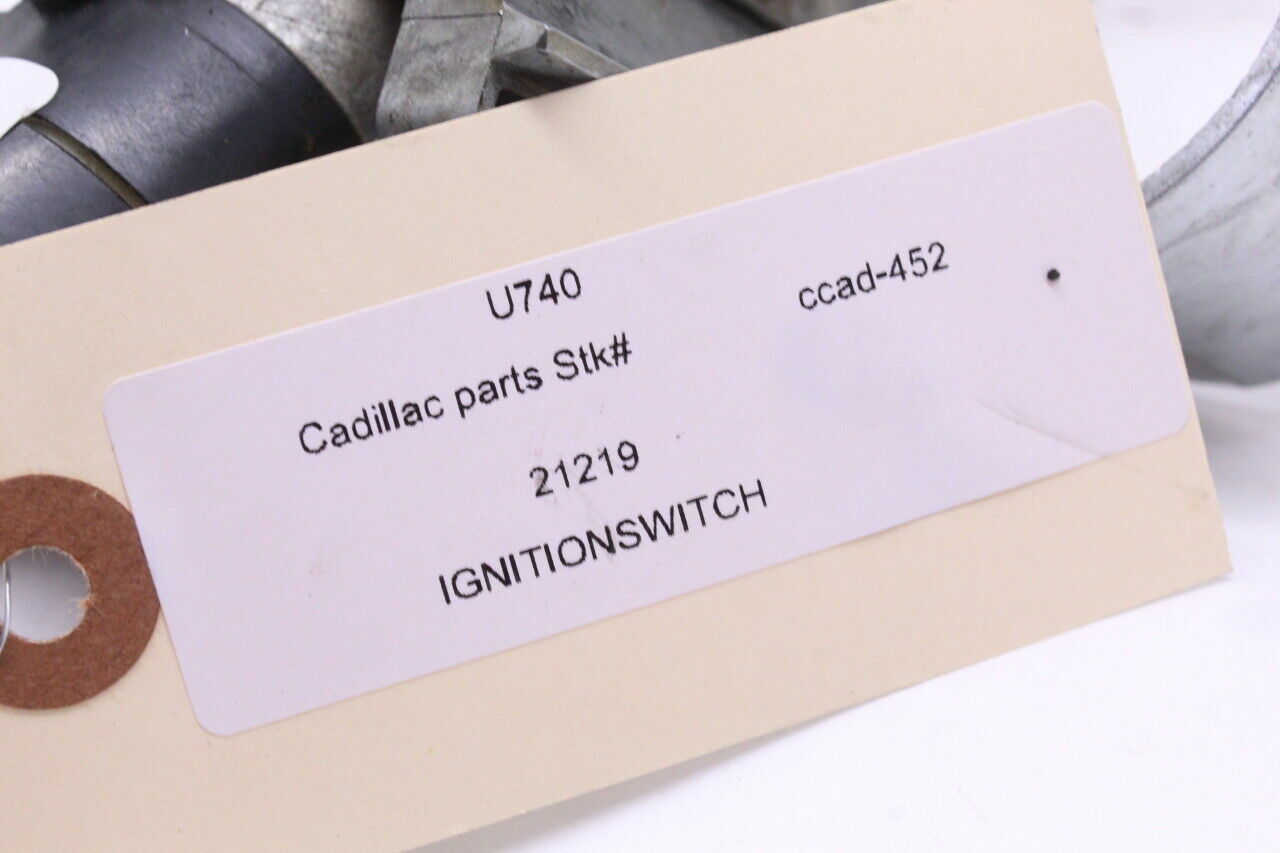 U740 ccad-452
Cadillac parts Stk#
21219
IGNITIONSWITCH